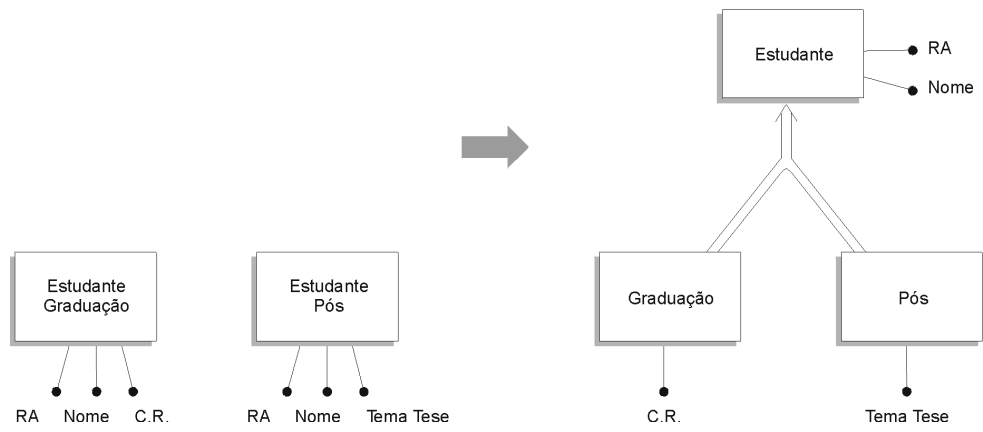 Estudante
RA
Nome
Estudante
Graduação
Estudante
Pós
Graduação
Pós
RA Nome C.R.
RA Nome Tema Tese
C.R.
Tema Tese